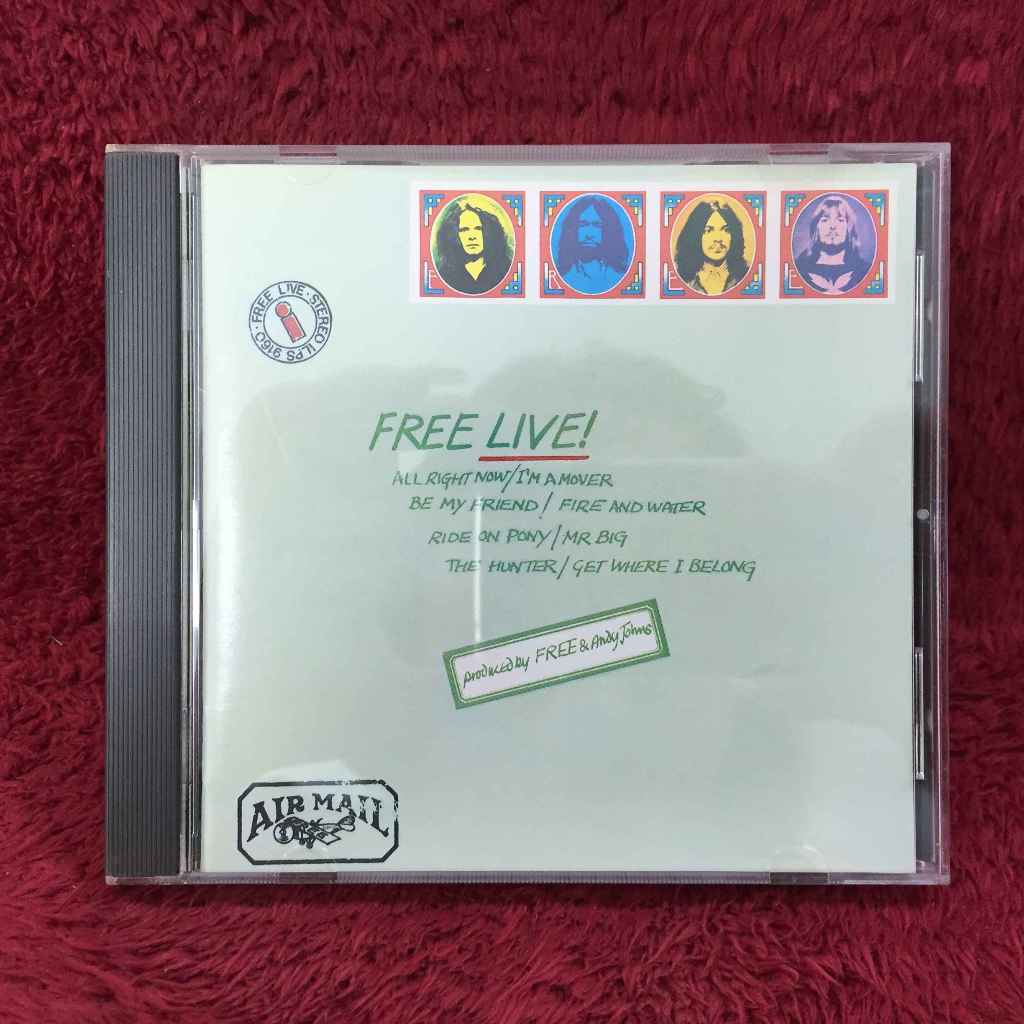 F R E E
FREE LIVE · STEREO ILPS 9160 ·
i
FREE LIVE!
ALL RIGHT NOW/I'M A MOVER
BE MY FRIEND/ FIRE AND WATER
RIDE ON PONY/MR BIG
THE HUNTER/GET WHERE I BELONG
produced by FREE & Andy Johns
AIR MAIL